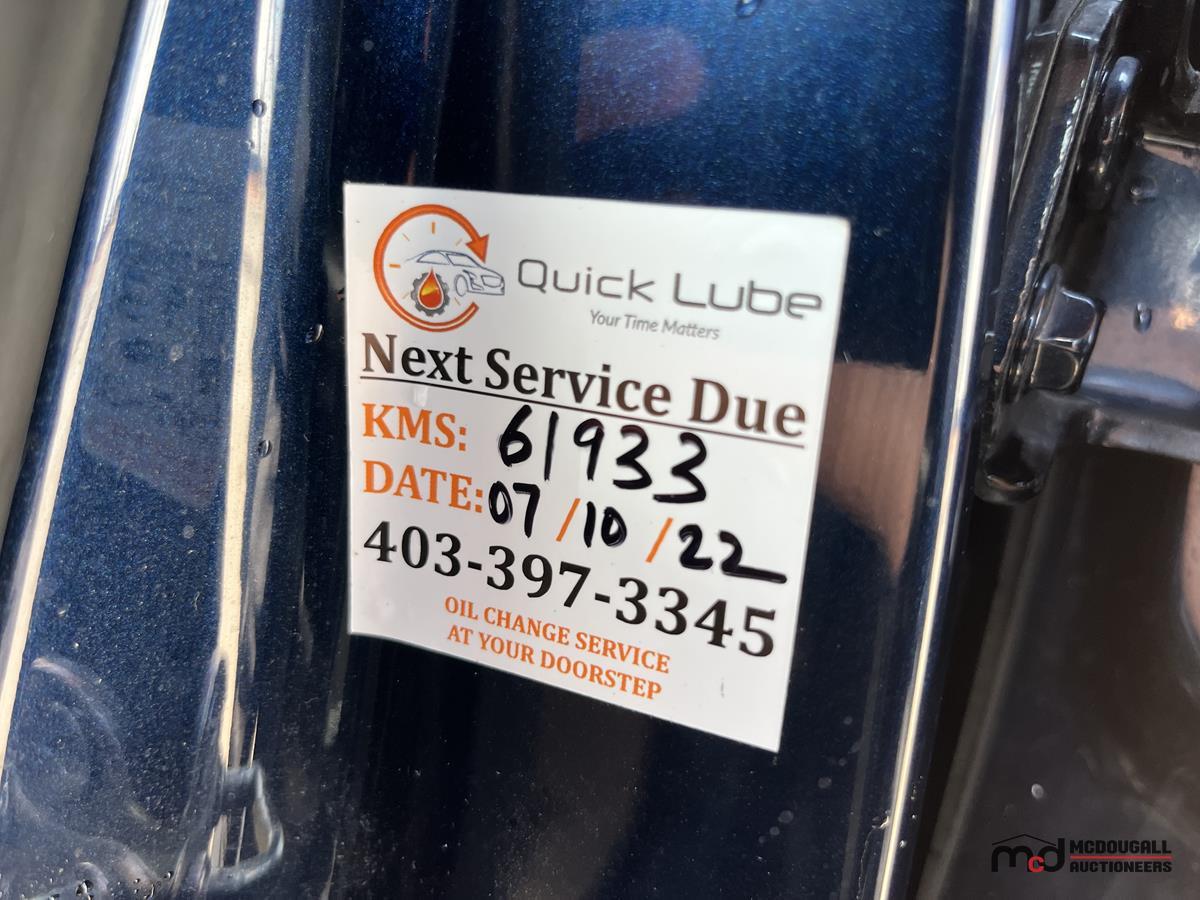 Quick Lube
Your Time Matters
Next Service Due
KMS: 61933
DATE: 07/10/22
403-397-3345
OIL CHANGE SERVICE
AT YOUR DOORSTEP
mcd MCDOUGALL
AUCTIONEERS